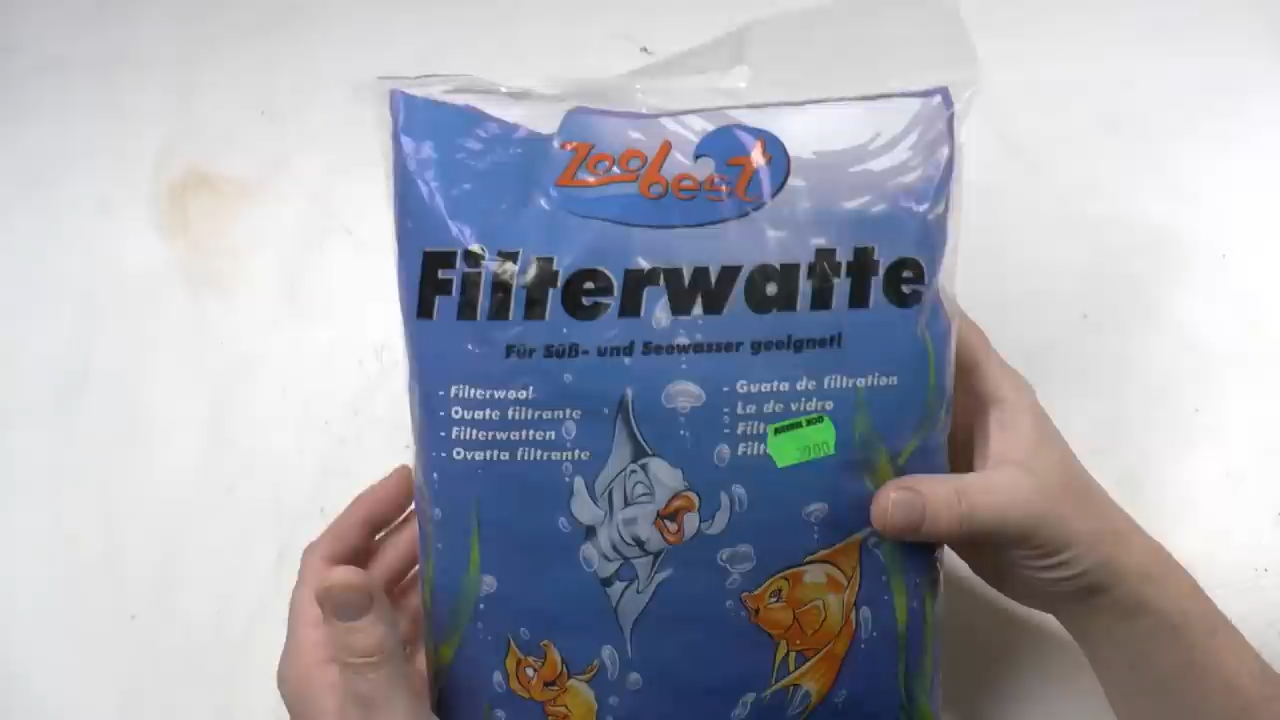 Zoobest
Filterwatte
Für Süß- und Seewasser geeignet!
- Filterwool
- Ouate filtrante
- Filterwatten
- Ovatta filtrante
- Guata de filtration
- La de vidro